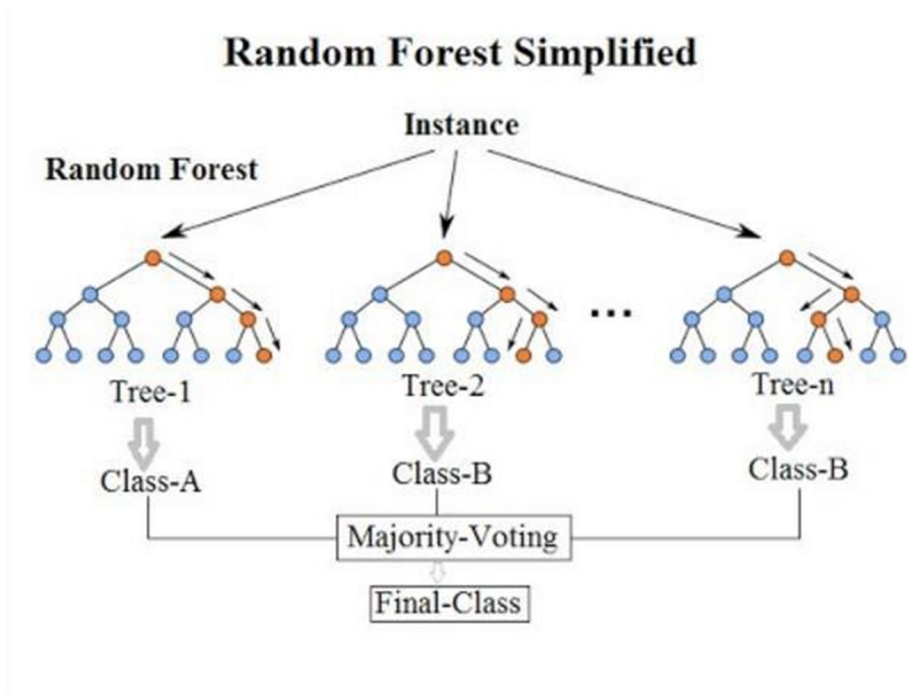 Random Forest Simplified
Instance
Random Forest
...
Tree-1
Tree-2
Tree-n
Class-A
Class-B
Class-B
Majority-Voting
Final-Class